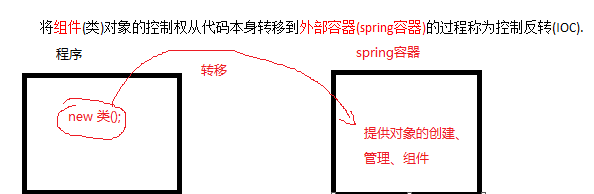 将组件(类)对象的控制权从代码本身转移到外部容器(spring容器)的过程称为控制反转(IOC).
程序
spring容器
转移
new 类();
提供对象的创建、
管理、组件